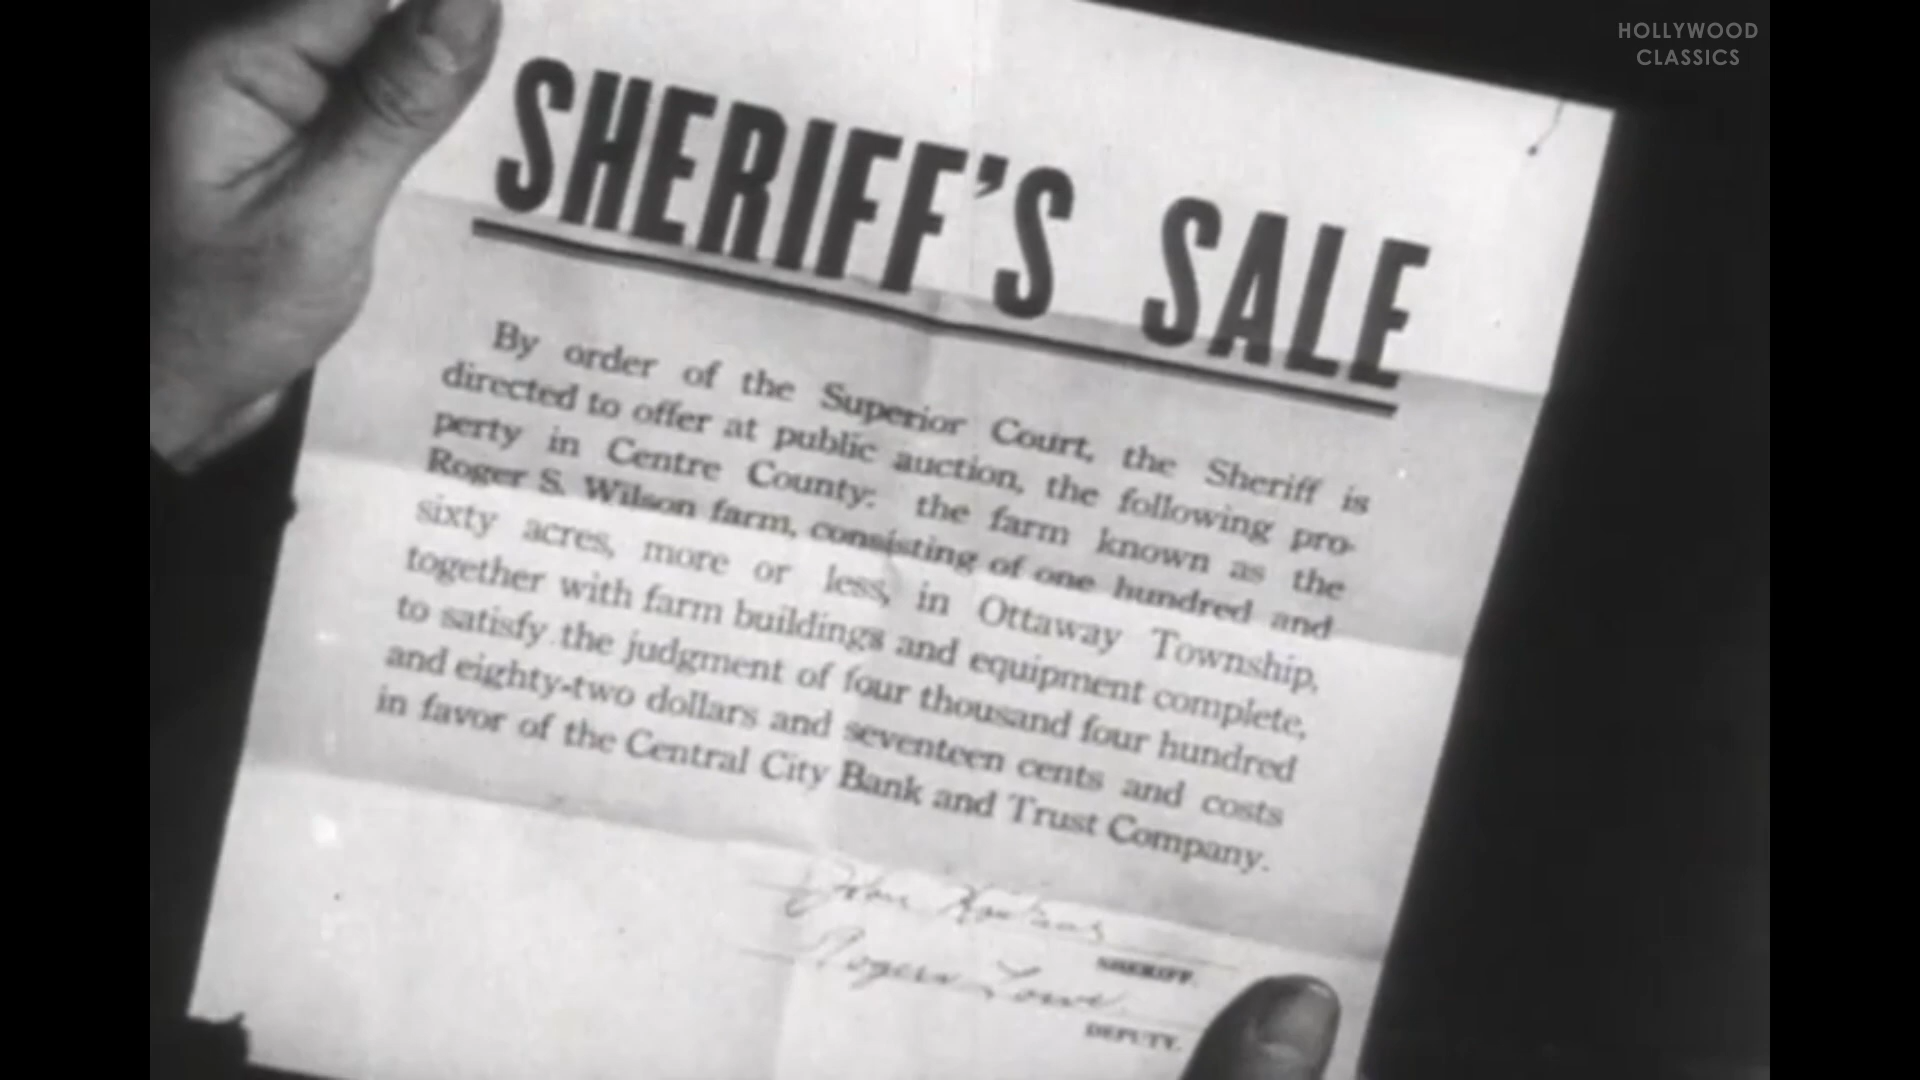 HOLLYWOOD
CLASSICS
SHERIFF'S SALE
By order of the Superior Court, the Sheriff is
directed to offer at public auction, the following pro-
perty in Centre County: the farm known as the
Roger S. Wilson farm, consisting of one hundred and
sixty acres, more or less, in Ottaway Township,
together with farm buildings and equipment complete,
to satisfy the judgment of four thousand four hundred
and eighty-two dollars and seventeen cents and costs
in favor of the Central City Bank and Trust Company.
SHERIFF.
DEPUTY.